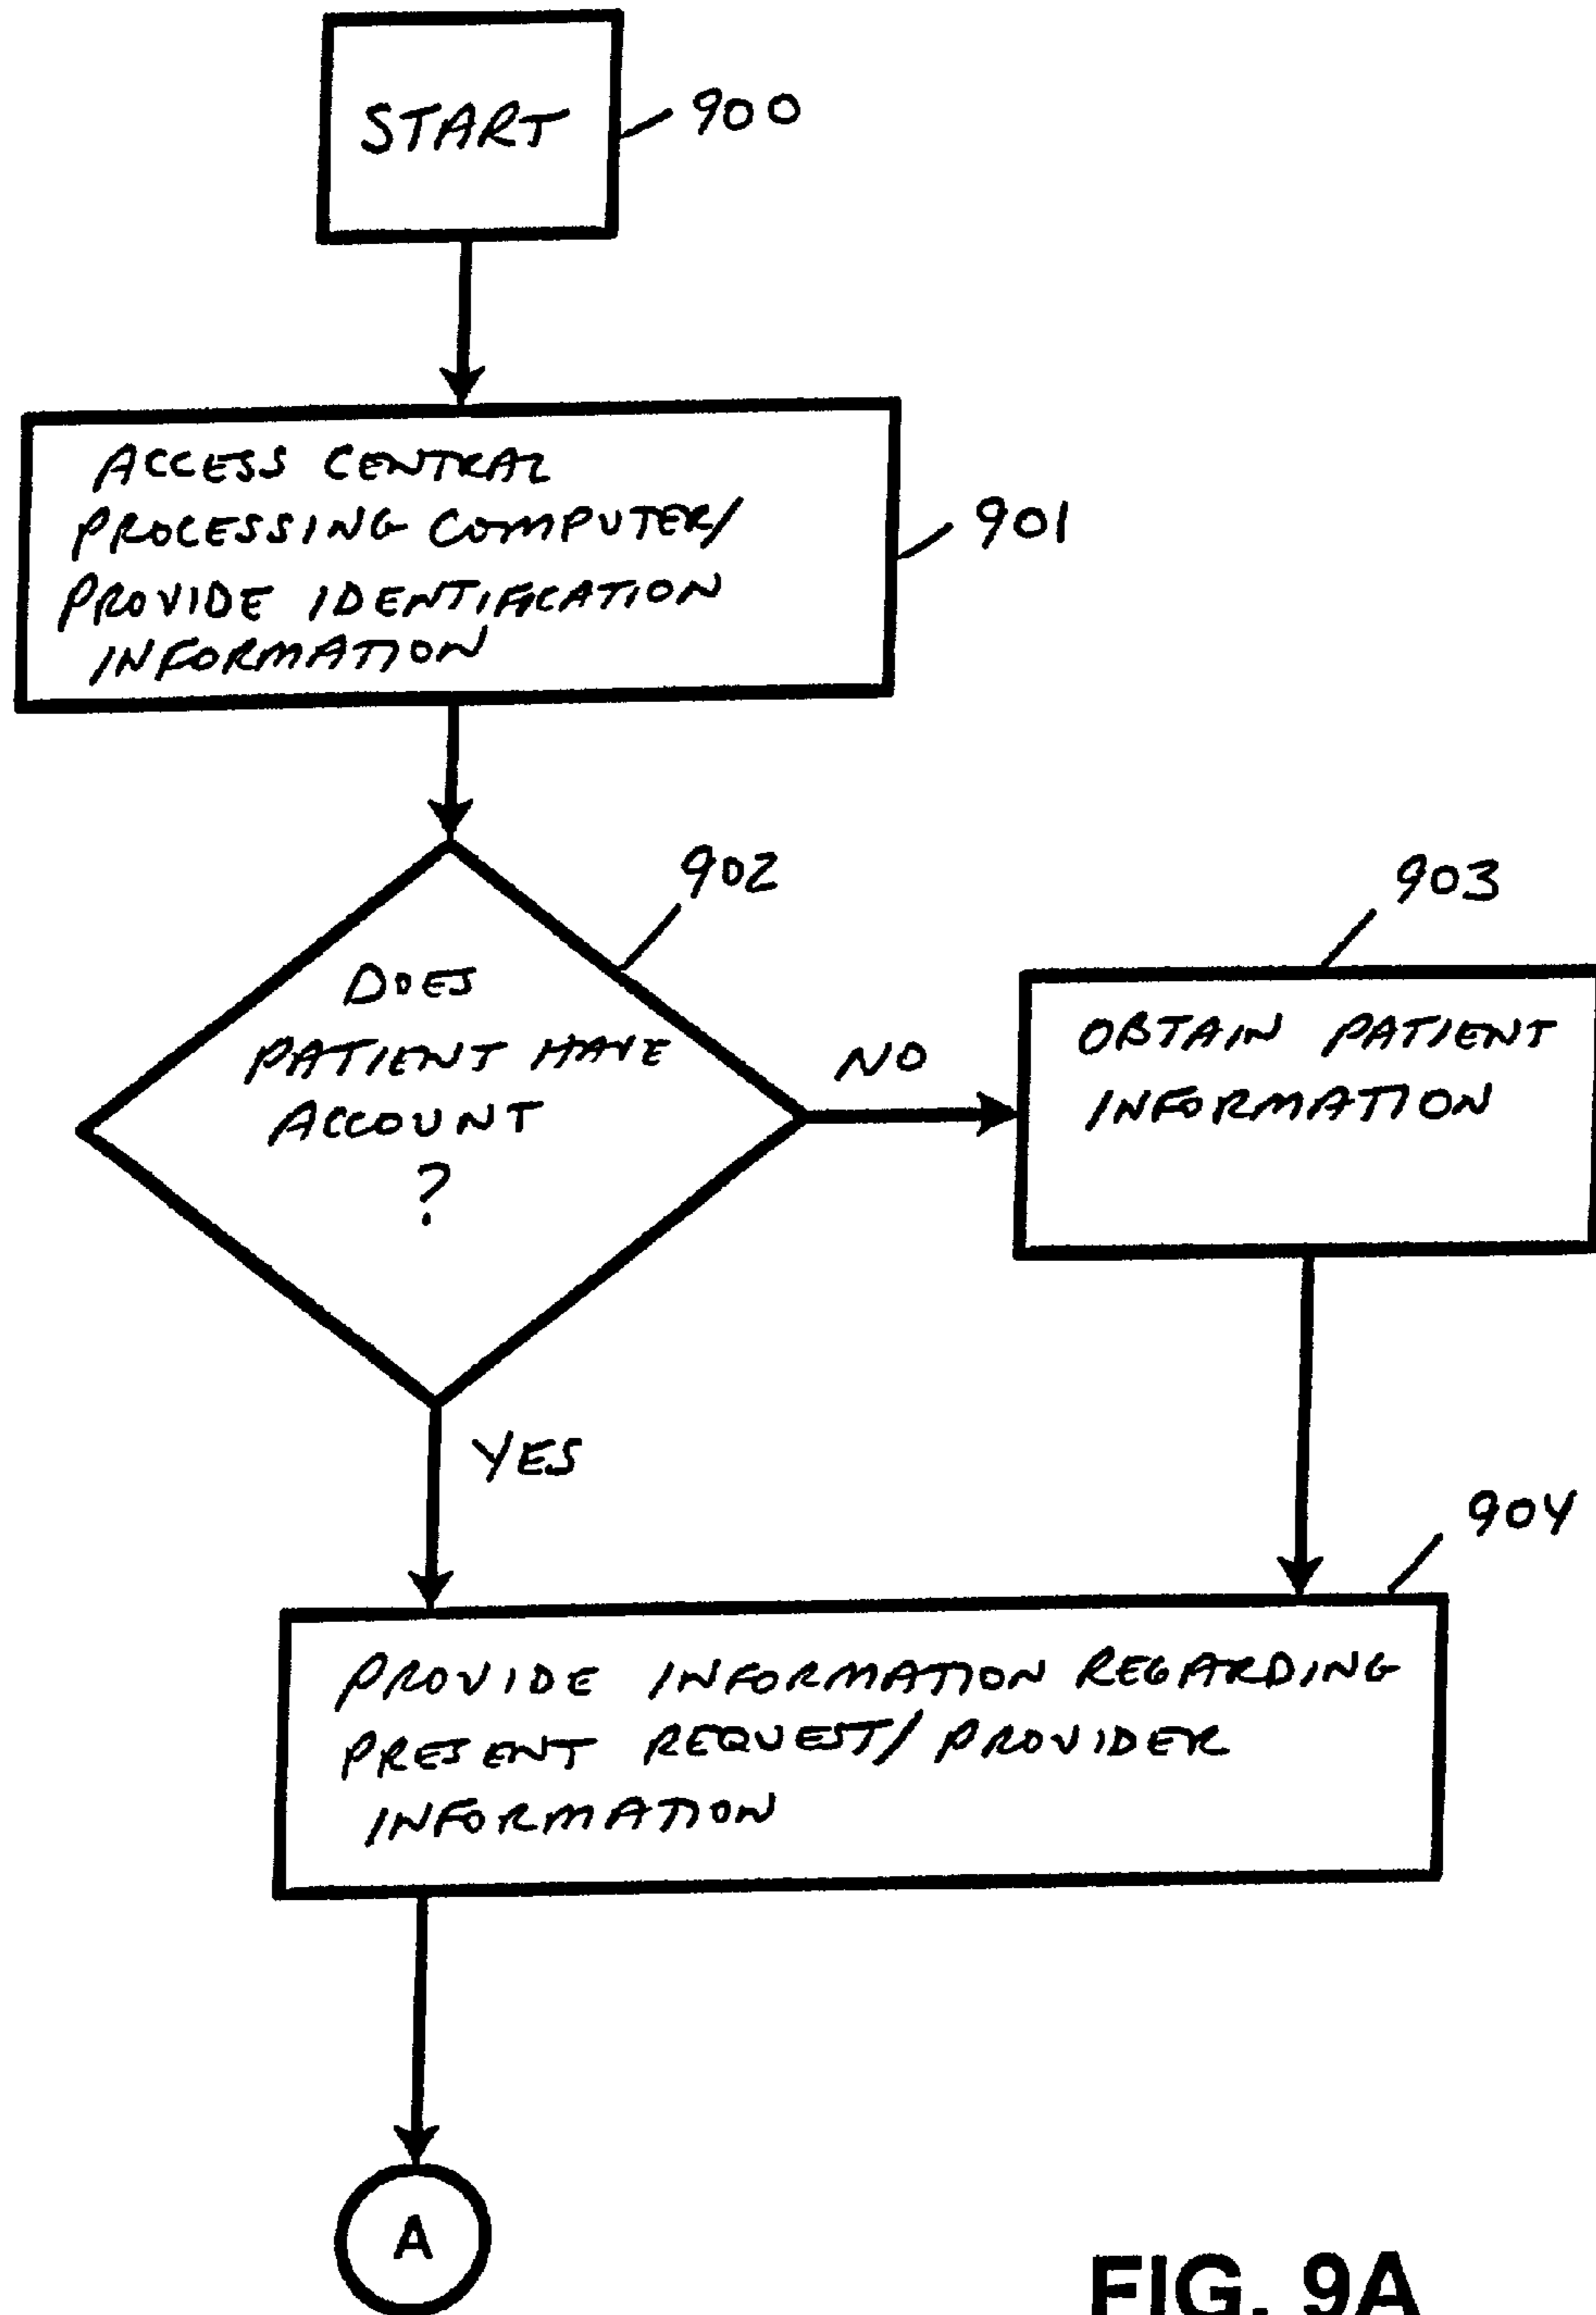 START
900
ACCESS CENTRAL
PROCESSING COMPUTER/
PROVIDE IDENTIFICATION
INFORMATION
901
902
DOES
PATIENT HAVE
ACCOUNT
?
NO
903
OBTAIN PATIENT
INFORMATION
YES
904
PROVIDE INFORMATION REGARDING
PRESENT REQUEST/PROVIDER
INFORMATION
A
FIG. 9A